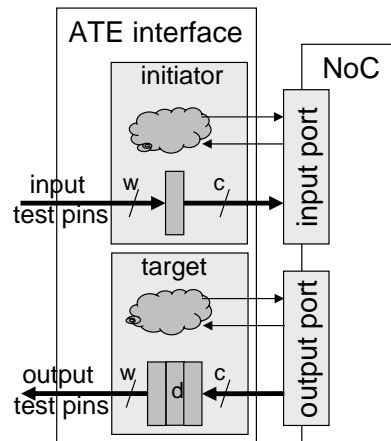 ATE interface
NoC
initiator
input port
input
test pins
w
c
target
output port
output
test pins
w
d
c